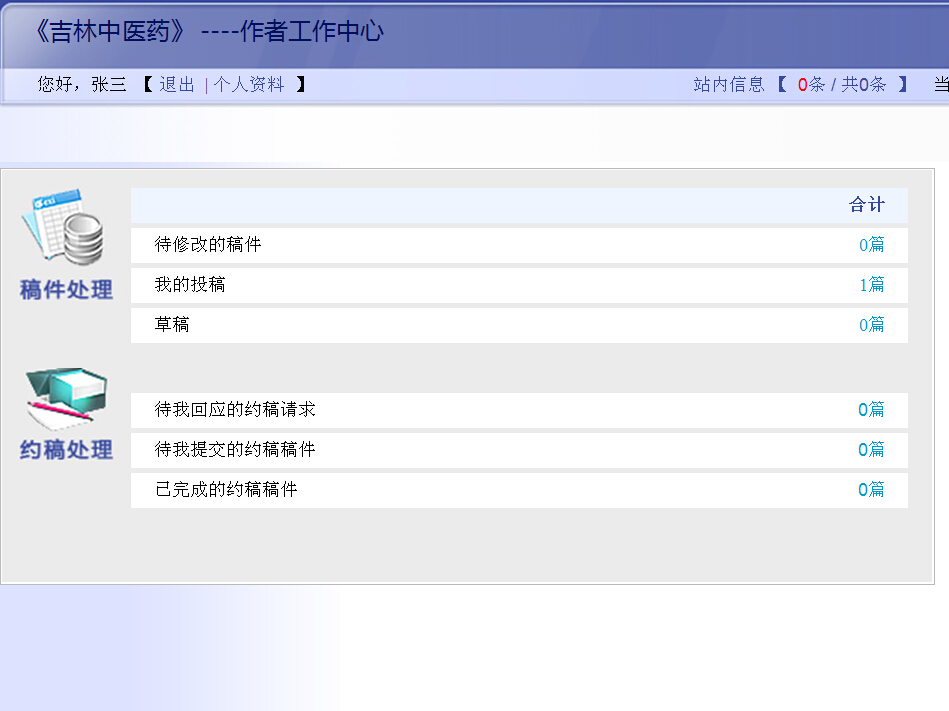 《吉林中医药》 ----作者工作中心
您好，张三 【 退出 | 个人资料 】 站内信息 【 0条 / 共0条 】 当
合计
待修改的稿件 0篇
我的投稿 1篇
草稿 0篇
稿件处理
待我回应的约稿请求 0篇
待我提交的约稿稿件 0篇
已完成的约稿稿件 0篇
约稿处理